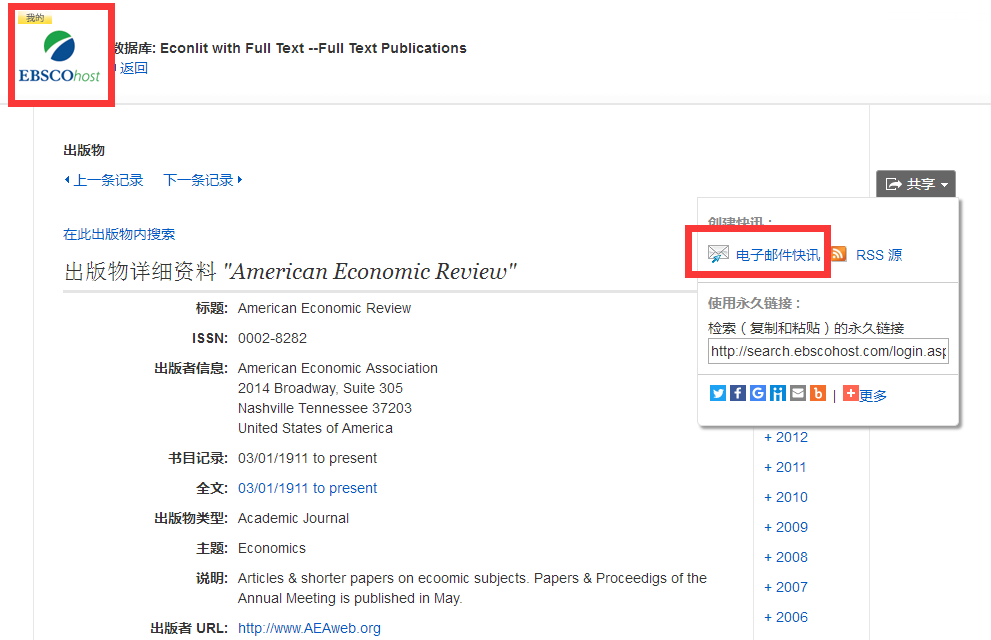 我的
EBSCOhost
数据库: Econlit with Full Text --Full Text Publications
返回
出版物
上一条记录 下一条记录
共享
创建快讯：
电子邮件快讯 RSS 源
在此出版物内搜索
出版物详细资料 "American Economic Review"
使用永久链接：
检索（复制和粘贴）的永久链接
http://search.ebscohost.com/login.asp
| 更多
标题: American Economic Review
ISSN: 0002-8282
出版者信息: American Economic Association
2014 Broadway, Suite 305
Nashville Tennessee 37203
United States of America
书目记录: 03/01/1911 to present
全文: 03/01/1911 to present
出版物类型: Academic Journal
主题: Economics
说明: Articles & shorter papers on ecoomic subjects. Papers & Proceedigs of the
Annual Meeting is published in May.
出版者 URL: http://www.AEAweb.org
+ 2012
+ 2011
+ 2010
+ 2009
+ 2008
+ 2007
+ 2006